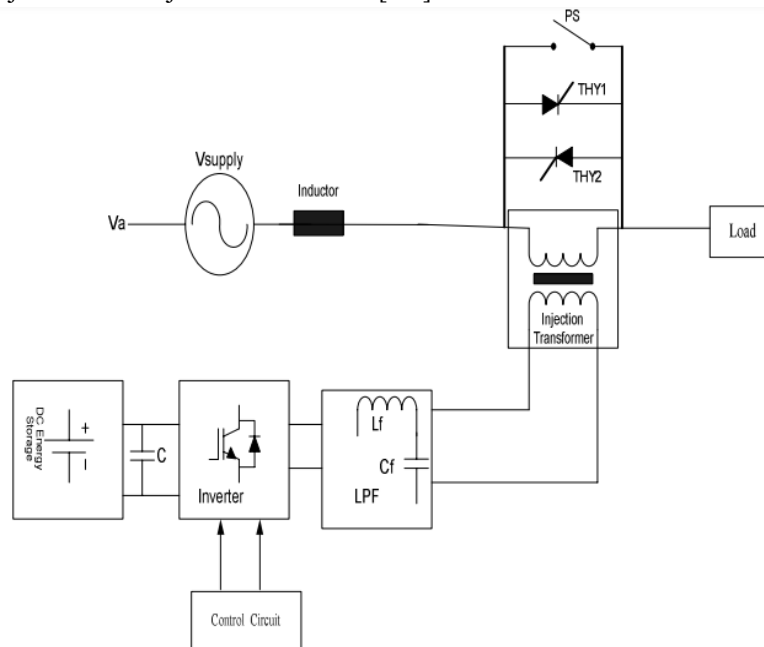 PS
THY1
THY2
Vsupply
Inductor
Va
Load
Injection
Transformer
DC Energy
Storage
+
C
Inverter
Lf
Cf
LPF
Control Circuit